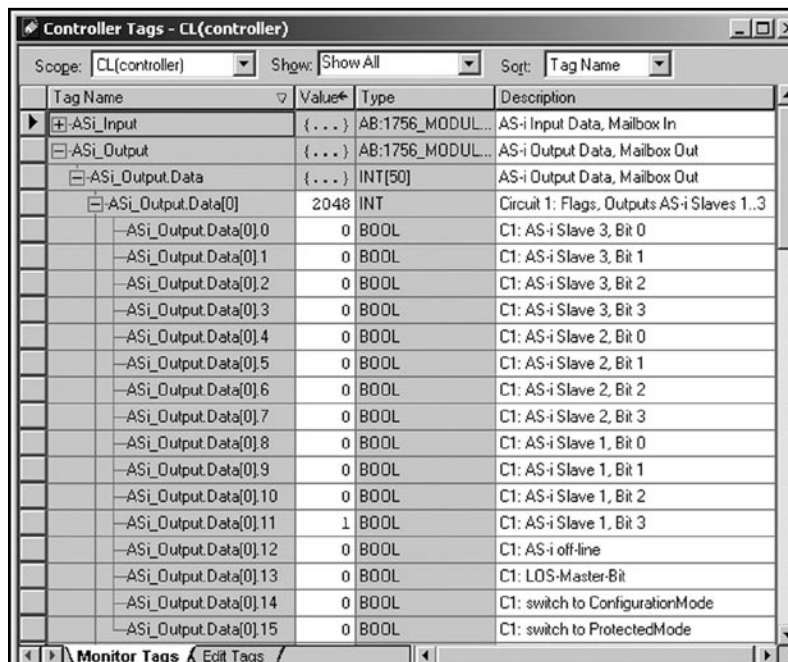 Controller Tags - CL(controller)
Scope: CL(controller) Show: Show All Sort: Tag Name
Tag Name Value Type Description
ASi_Input {...} AB:1756_MODUL... AS-i Input Data, Mailbox In
ASi_Output {...} AB:1756_MODUL... AS-i Output Data, Mailbox Out
ASi_Output.Data {...} INT[50] AS-i Output Data, Mailbox Out
ASi_Output.Data[0] 2048 INT Circuit 1: Flags, Outputs AS-i Slaves 1..3
ASi_Output.Data[0].0 0 BOOL C1: AS-i Slave 3, Bit 0
ASi_Output.Data[0].1 0 BOOL C1: AS-i Slave 3, Bit 1
ASi_Output.Data[0].2 0 BOOL C1: AS-i Slave 3, Bit 2
ASi_Output.Data[0].3 0 BOOL C1: AS-i Slave 3, Bit 3
ASi_Output.Data[0].4 0 BOOL C1: AS-i Slave 2, Bit 0
ASi_Output.Data[0].5 0 BOOL C1: AS-i Slave 2, Bit 1
ASi_Output.Data[0].6 0 BOOL C1: AS-i Slave 2, Bit 2
ASi_Output.Data[0].7 0 BOOL C1: AS-i Slave 2, Bit 3
ASi_Output.Data[0].8 0 BOOL C1: AS-i Slave 1, Bit 0
ASi_Output.Data[0].9 0 BOOL C1: AS-i Slave 1, Bit 1
ASi_Output.Data[0].10 0 BOOL C1: AS-i Slave 1, Bit 2
ASi_Output.Data[0].11 1 BOOL C1: AS-i Slave 1, Bit 3
ASi_Output.Data[0].12 0 BOOL C1: AS-i off-line
ASi_Output.Data[0].13 0 BOOL C1: LOS-Master-Bit
ASi_Output.Data[0].14 0 BOOL C1: switch to ConfigurationMode
ASi_Output.Data[0].15 0 BOOL C1: switch to ProtectedMode
Monitor Tags Edit Tags